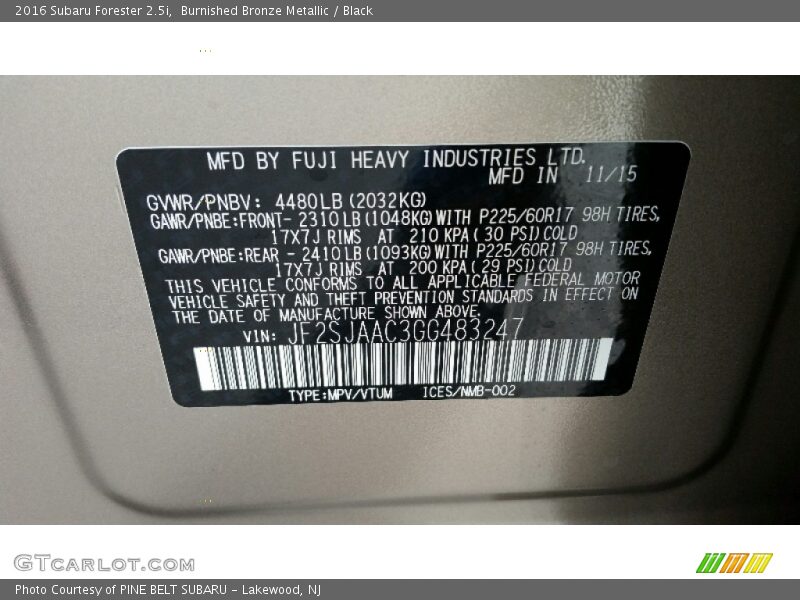 2016 Subaru Forester 2.5i,  Burnished Bronze Metallic / Black
MFD BY FUJI HEAVY INDUSTRIES LTD.
MFD IN 11/15
GVWR/PNBV: 4480LB(2032KG)
GAWR/PNBE:FRONT- 2310LB(1048KG)WITH P225/60R17 98H TIRES,
17X7J RIMS AT 210 KPA(30 PSI)COLD
GAWR/PNBE:REAR - 2410LB(1093KG)WITH P225/60R17 98H TIRES,
17X7J RIMS AT 200 KPA(29 PSI)COLD
THIS VEHICLE CONFORMS TO ALL APPLICABLE FEDERAL MOTOR
VEHICLE SAFETY AND THEFT PREVENTION STANDARDS IN EFFECT ON
THE DATE OF MANUFACTURE SHOWN ABOVE.
VIN: JF2SJAAC3GG483247
TYPE:MPV/VTUM ICES/NMB-002
GTCarLot.com
Photo Courtesy of PINE BELT SUBARU - Lakewood, NJ